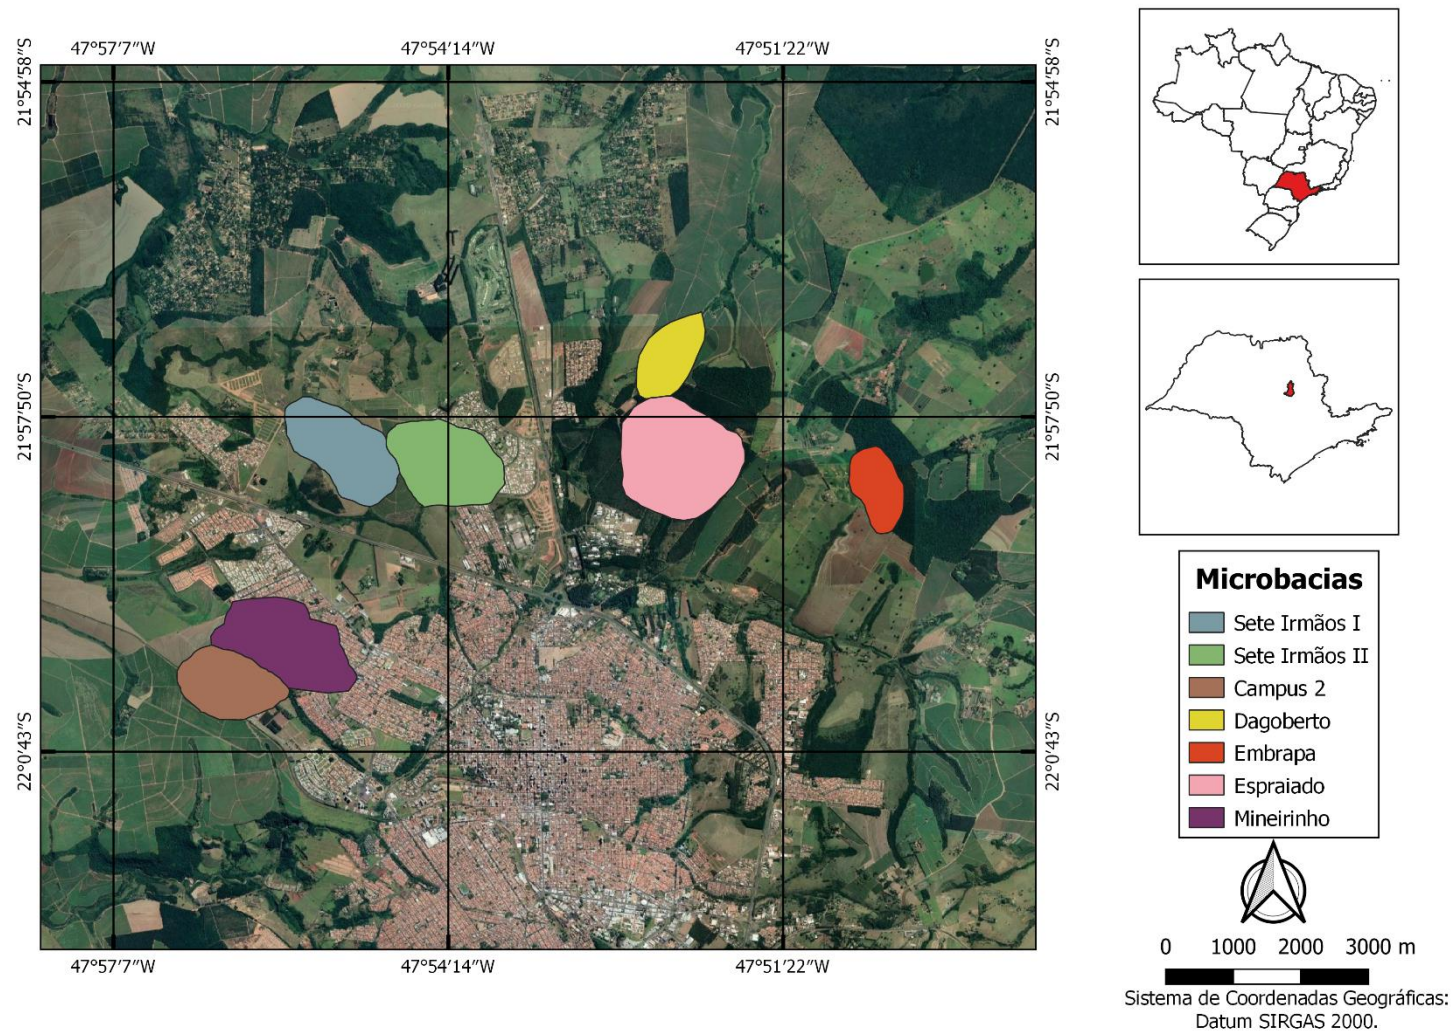 47°57'7"W 47°54'14"W 47°51'22"W
21°54'58"S 21°54'58"S
21°57'50"S 21°57'50"S
22°0'43"S 22°0'43"S
47°57'7"W 47°54'14"W 47°51'22"W
Microbacias
Sete Irmãos I
Sete Irmãos II
Campus 2
Dagoberto
Embrapa
Espraiado
Mineirinho
0 1000 2000 3000 m
Sistema de Coordenadas Geográficas:
Datum SIRGAS 2000.